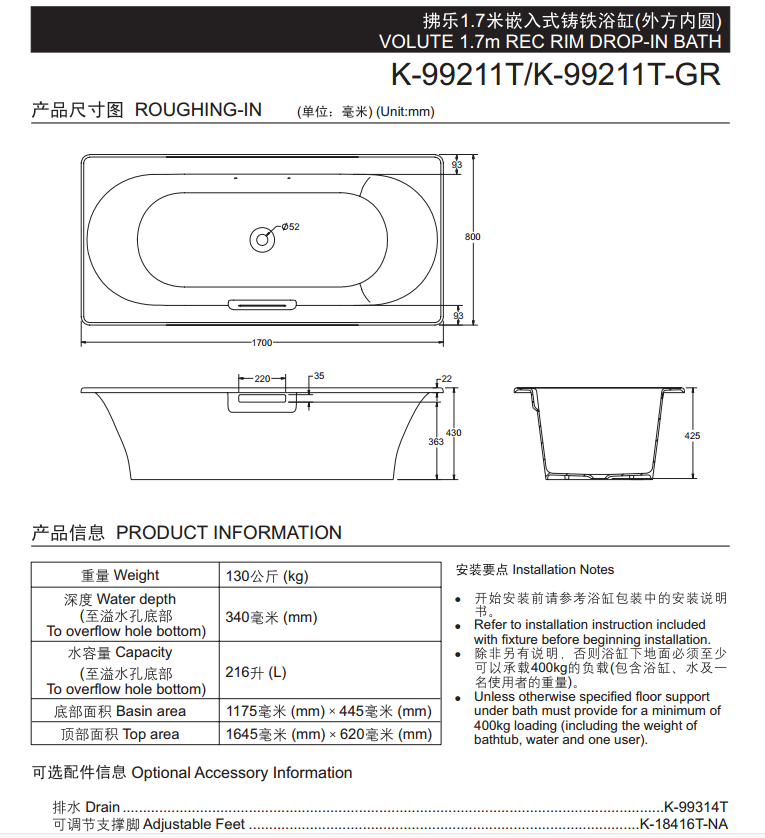 拂乐1.7米嵌入式铸铁浴缸(外方内圆)
VOLUTE 1.7m REC RIM DROP-IN BATH
K-99211T/K-99211T-GR
产品尺寸图 ROUGHING-IN (单位：毫米) (Unit:mm)
93
Ø52
800
93
1700
220
35
22
363
430
425
产品信息 PRODUCT INFORMATION
重量 Weight 130公斤 (kg)
深度 Water depth
(至溢水孔底部
To overflow hole bottom)
340毫米 (mm)
水容量 Capacity
(至溢水孔底部
To overflow hole bottom)
216升 (L)
底部面积 Basin area 1175毫米 (mm) × 445毫米 (mm)
顶部面积 Top area 1645毫米 (mm) × 620毫米 (mm)
安装要点 Installation Notes
● 开始安装前请参考浴缸包装中的安装说明
书。
● Refer to installation instruction included
with fixture before beginning installation.
● 除非另有说明，否则浴缸下地面必须至少
可以承载400kg的负载(包含浴缸、水及一
名使用者的重量)。
● Unless otherwise specified floor support
under bath must provide for a minimum of
400kg loading (including the weight of
bathtub, water and one user).
可选配件信息 Optional Accessory Information
排水 Drain....................K-99314T
可调节支撑脚 Adjustable Feet ....................K-18416T-NA